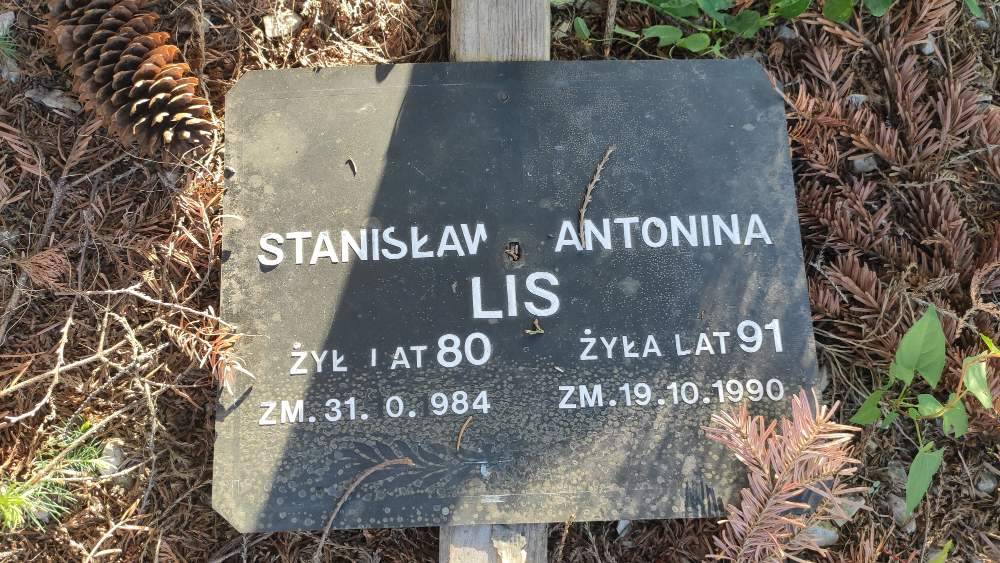 STANISŁAW ANTONINA
LIS
ŻYŁ LAT 80 ŻYŁA LAT 91
ZM. 31. 0. 984 ZM. 19.10.1990